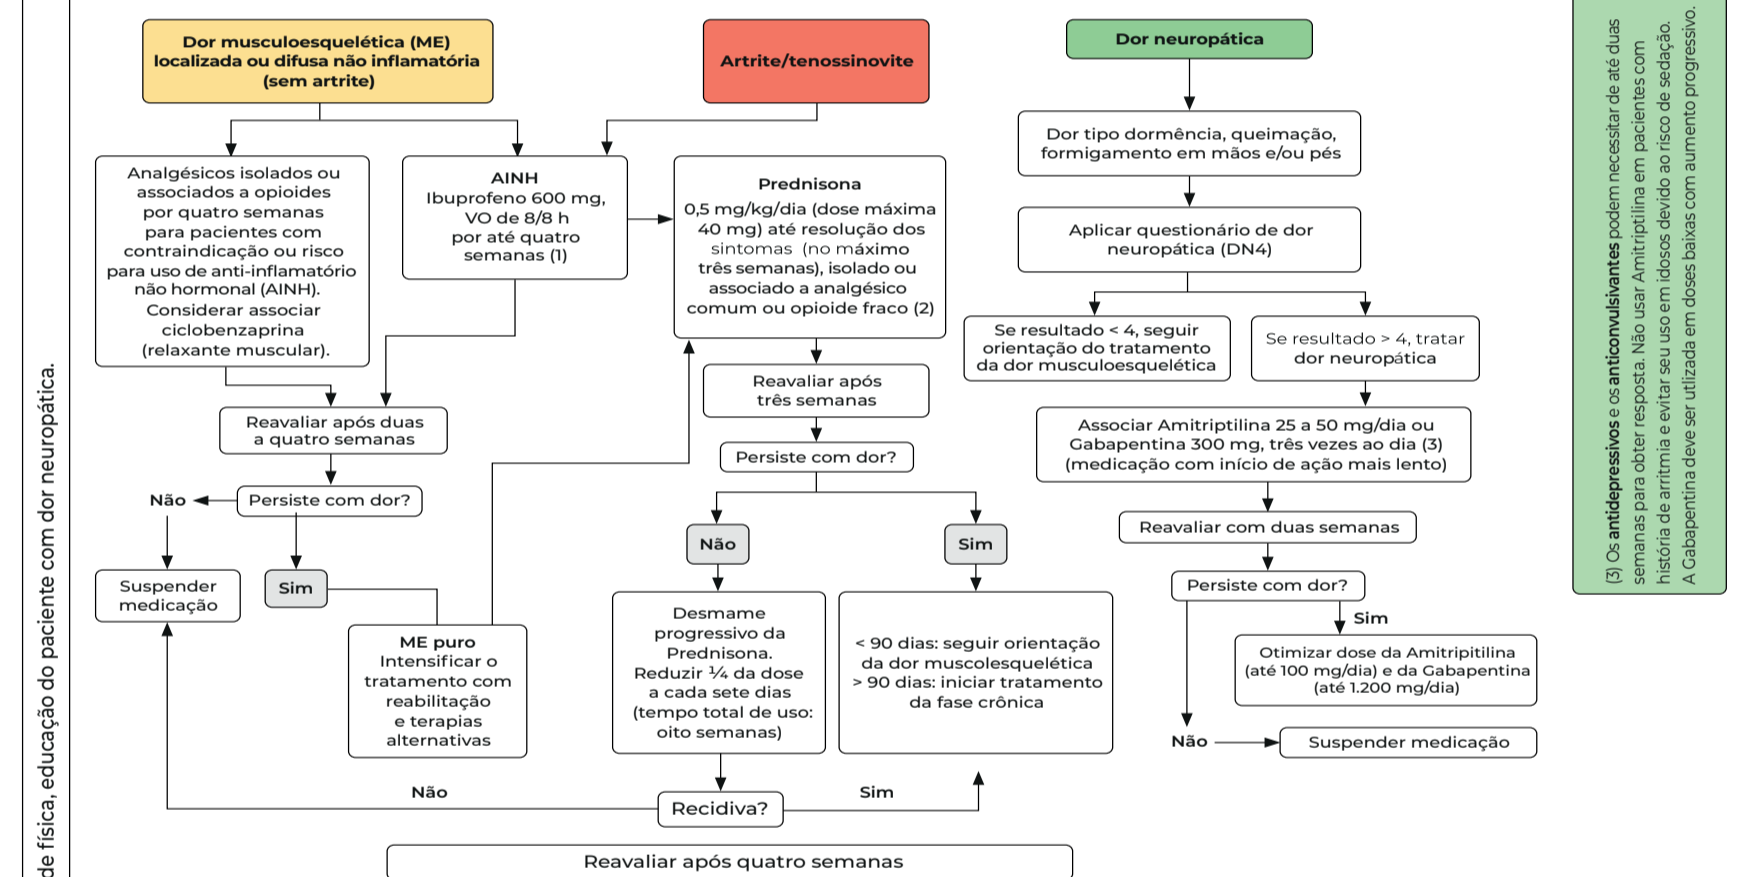 de física, educação do paciente com dor neuropática.
Dor musculoesquelética (ME)
localizada ou difusa não inflamatória
(sem artrite)
Artrite/tenossinovite
Dor neuropática
Analgésicos isolados ou
associados a opioides
por quatro semanas
para pacientes com
contraindicação ou risco
para uso de anti-inflamatório
não hormonal (AINH).
Considerar associar
ciclobenzaprina
(relaxante muscular).
AINH
Ibuprofeno 600 mg,
VO de 8/8 h
por até quatro
semanas (1)
Prednisona
0,5 mg/kg/dia (dose máxima
40 mg) até resolução dos
sintomas (no máximo
três semanas), isolado ou
associado a analgésico
comum ou opioide fraco (2)
Dor tipo dormência, queimação,
formigamento em mãos e/ou pés
Aplicar questionário de dor
neuropática (DN4)
Se resultado < 4, seguir
orientação do tratamento
da dor musculoesquelética
Se resultado > 4, tratar
dor neuropática
Reavaliar após duas
a quatro semanas
Reavaliar após
três semanas
Associar Amitriptilina 25 a 50 mg/dia ou
Gabapentina 300 mg, três vezes ao dia (3)
(medicação com início de ação mais lento)
Persiste com dor?
Não
Persiste com dor?
Reavaliar com duas semanas
Suspender
medicação
Sim
Não
Sim
Persiste com dor?
Sim
ME puro
Intensificar o
tratamento com
reabilitação
e terapias
alternativas
Desmame
progressivo da
Prednisona.
Reduzir ¼ da dose
a cada sete dias
(tempo total de uso:
oito semanas)
< 90 dias: seguir orientação
da dor muscolesquelética
> 90 dias: iniciar tratamento
da fase crônica
Otimizar dose da Amitripitilina
(até 100 mg/dia) e da Gabapentina
(até 1.200 mg/dia)
Não
Suspender medicação
Não
Recidiva?
Sim
Reavaliar após quatro semanas
(3) Os antidepressivos e os anticonvulsivantes podem necessitar de até duas
semanas para obter resposta. Não usar Amitriptilina em pacientes com
história de arritmia e evitar seu uso em idosos devido ao risco de sedação.
A Gabapentina deve ser utlizada em doses baixas com aumento progressivo.